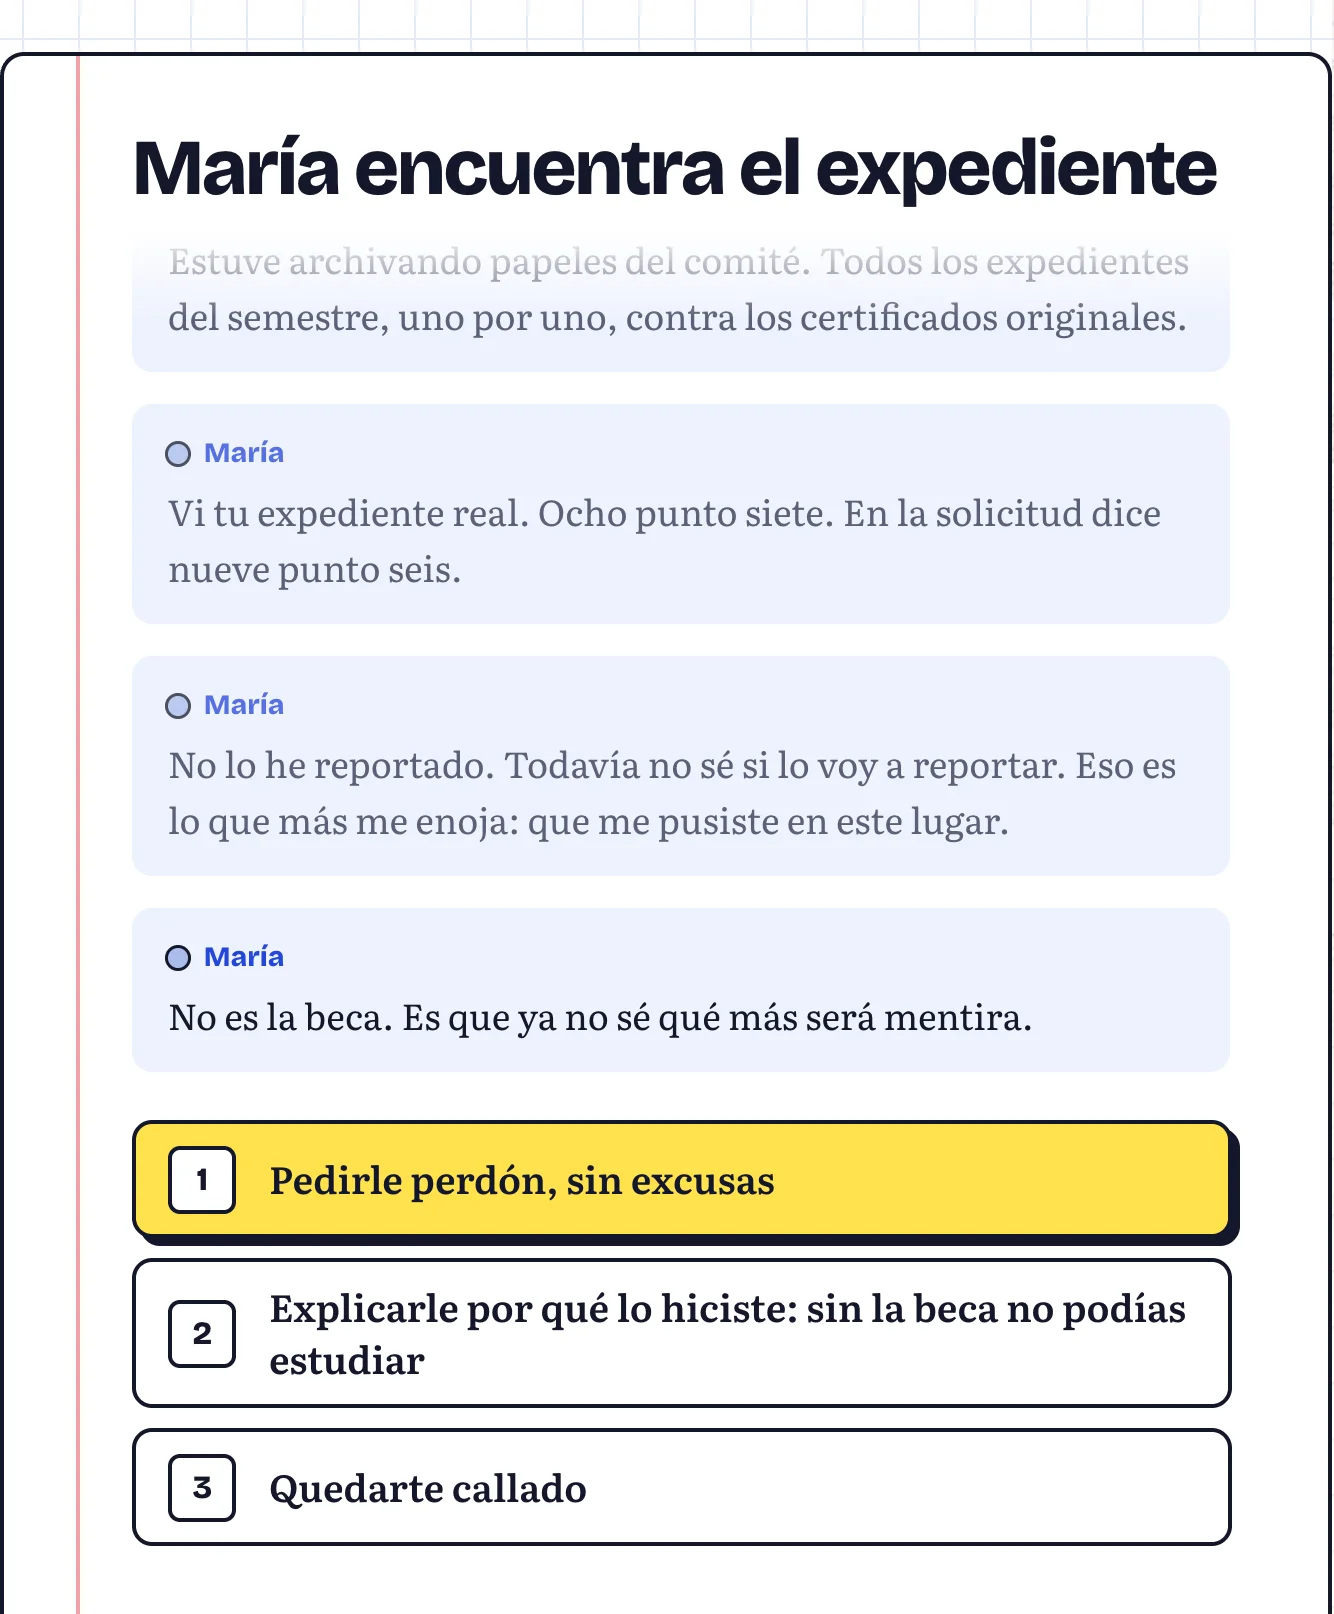 María encuentra el expediente
Estuve archivando papeles del comité. Todos los expedientes
del semestre, uno por uno, contra los certificados originales.
María
Vi tu expediente real. Ocho punto siete. En la solicitud dice
nueve punto seis.
María
No lo he reportado. Todavía no sé si lo voy a reportar. Eso es
lo que más me enoja: que me pusiste en este lugar.
María
No es la beca. Es que ya no sé qué más será mentira.
1 Pedirle perdón, sin excusas
2 Explicarle por qué lo hiciste: sin la beca no podías
estudiar
3 Quedarte callado